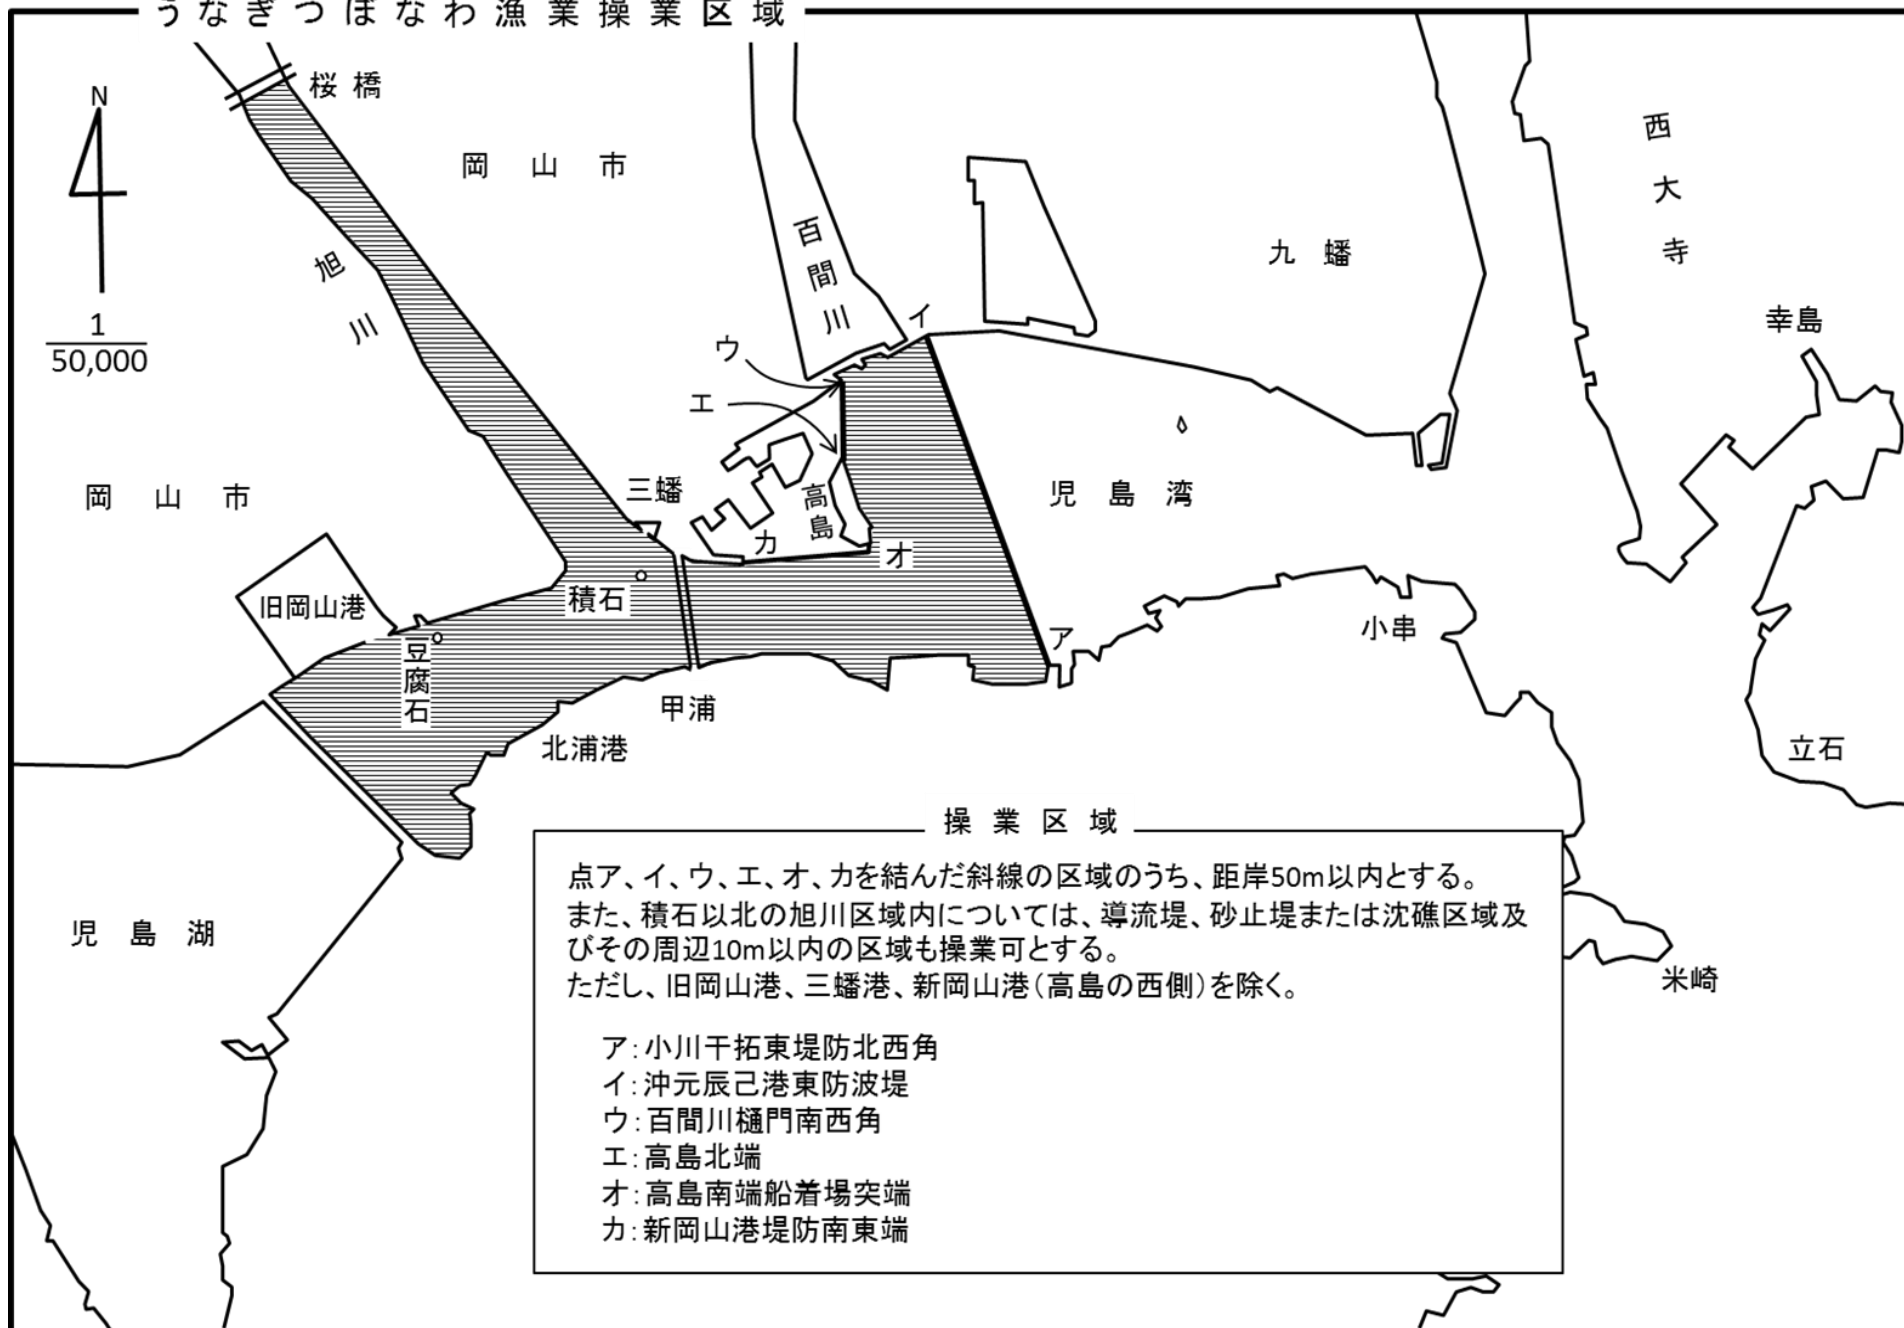 うなぎつぼなわ漁業操業区域
桜橋
N
岡山市
西大寺
百間川
九蟠
旭川
イ
1
50,000
幸島
ウ
エ
三蟠
高島
児島湾
岡山市
カ
オ
積石
旧岡山港
豆腐石
ア
小串
甲浦
北浦港
立石
操業区域
点ア、イ、ウ、エ、オ、カを結んだ斜線の区域のうち、距岸50m以内とする。
また、積石以北の旭川区域内については、導流堤、砂止堤または沈礁区域及
びその周辺10m以内の区域も操業可とする。
ただし、旧岡山港、三蟠港、新岡山港(高島の西側)を除く。
児島湖
米崎
ア:小川干拓東堤防北西角
イ:沖元辰己港東防波堤
ウ:百間川樋門南西角
エ:高島北端
オ:高島南端船着場突端
カ:新岡山港堤防南東端